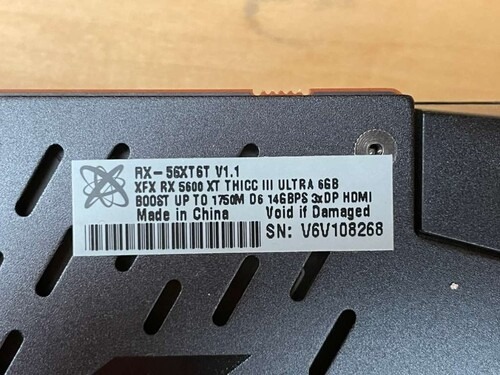 RX-56XT6T V1.1
XFX RX 5600 XT THICC III ULTRA 6GB
BOOST UP TO 1750M D6 14GBPS 3xDP HDMI
Made in China Void if Damaged
SN: V6V108268